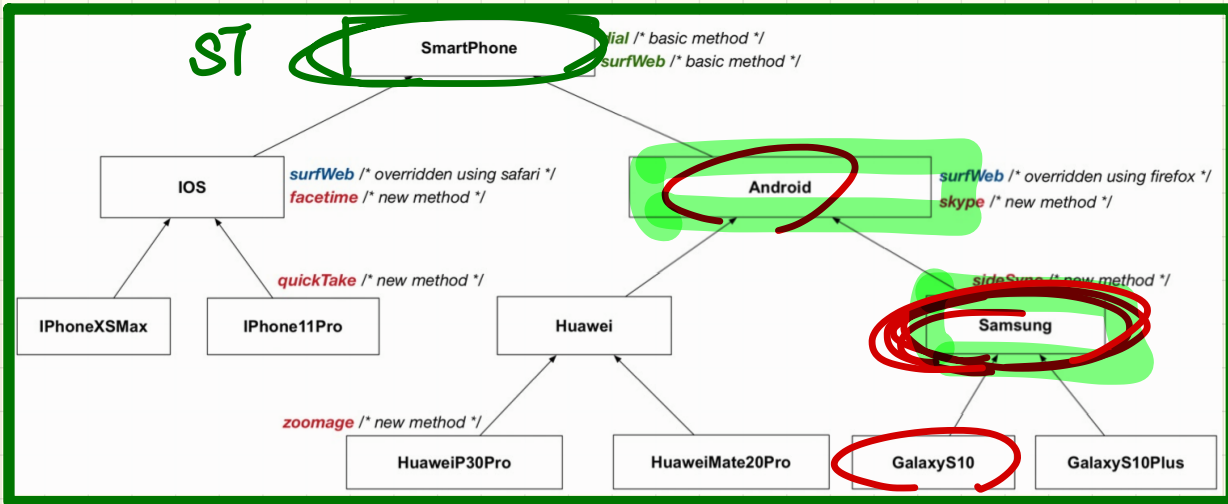 ST
SmartPhone
dial /* basic method */
surfWeb /* basic method */
IOS
surfWeb /* overridden using safari */
facetime /* new method */
Android
surfWeb /* overridden using firefox */
skype /* new method */
quickTake /* new method */
sideSync /* new method */
IPhoneXSMax
IPhone11Pro
Huawei
Samsung
zoomage /* new method */
HuaweiP30Pro
HuaweiMate20Pro
GalaxyS10
GalaxyS10Plus